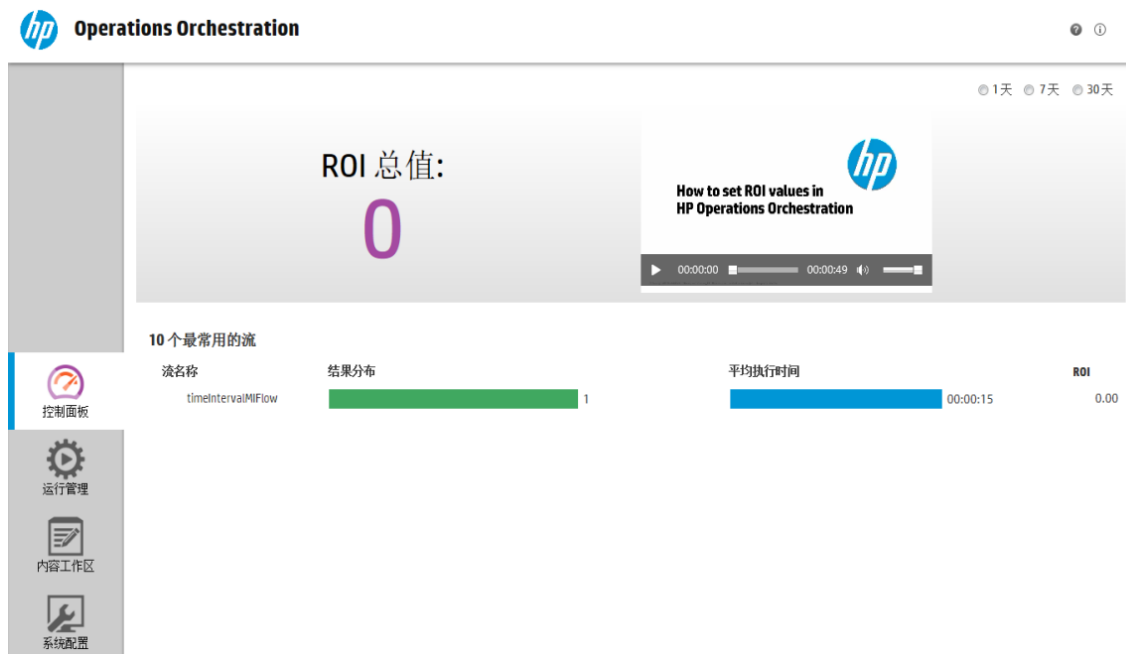 hp Operations Orchestration
1天 7天 30天
ROI 总值:
0
hp
How to set ROI values in
HP Operations Orchestration
00:00:00 00:00:49
10 个最常用的流
流名称 结果分布 平均执行时间 ROI
timeIntervalMIFlow 1 00:00:15 0.00
控制面板
运行管理
内容工作区
系统配置